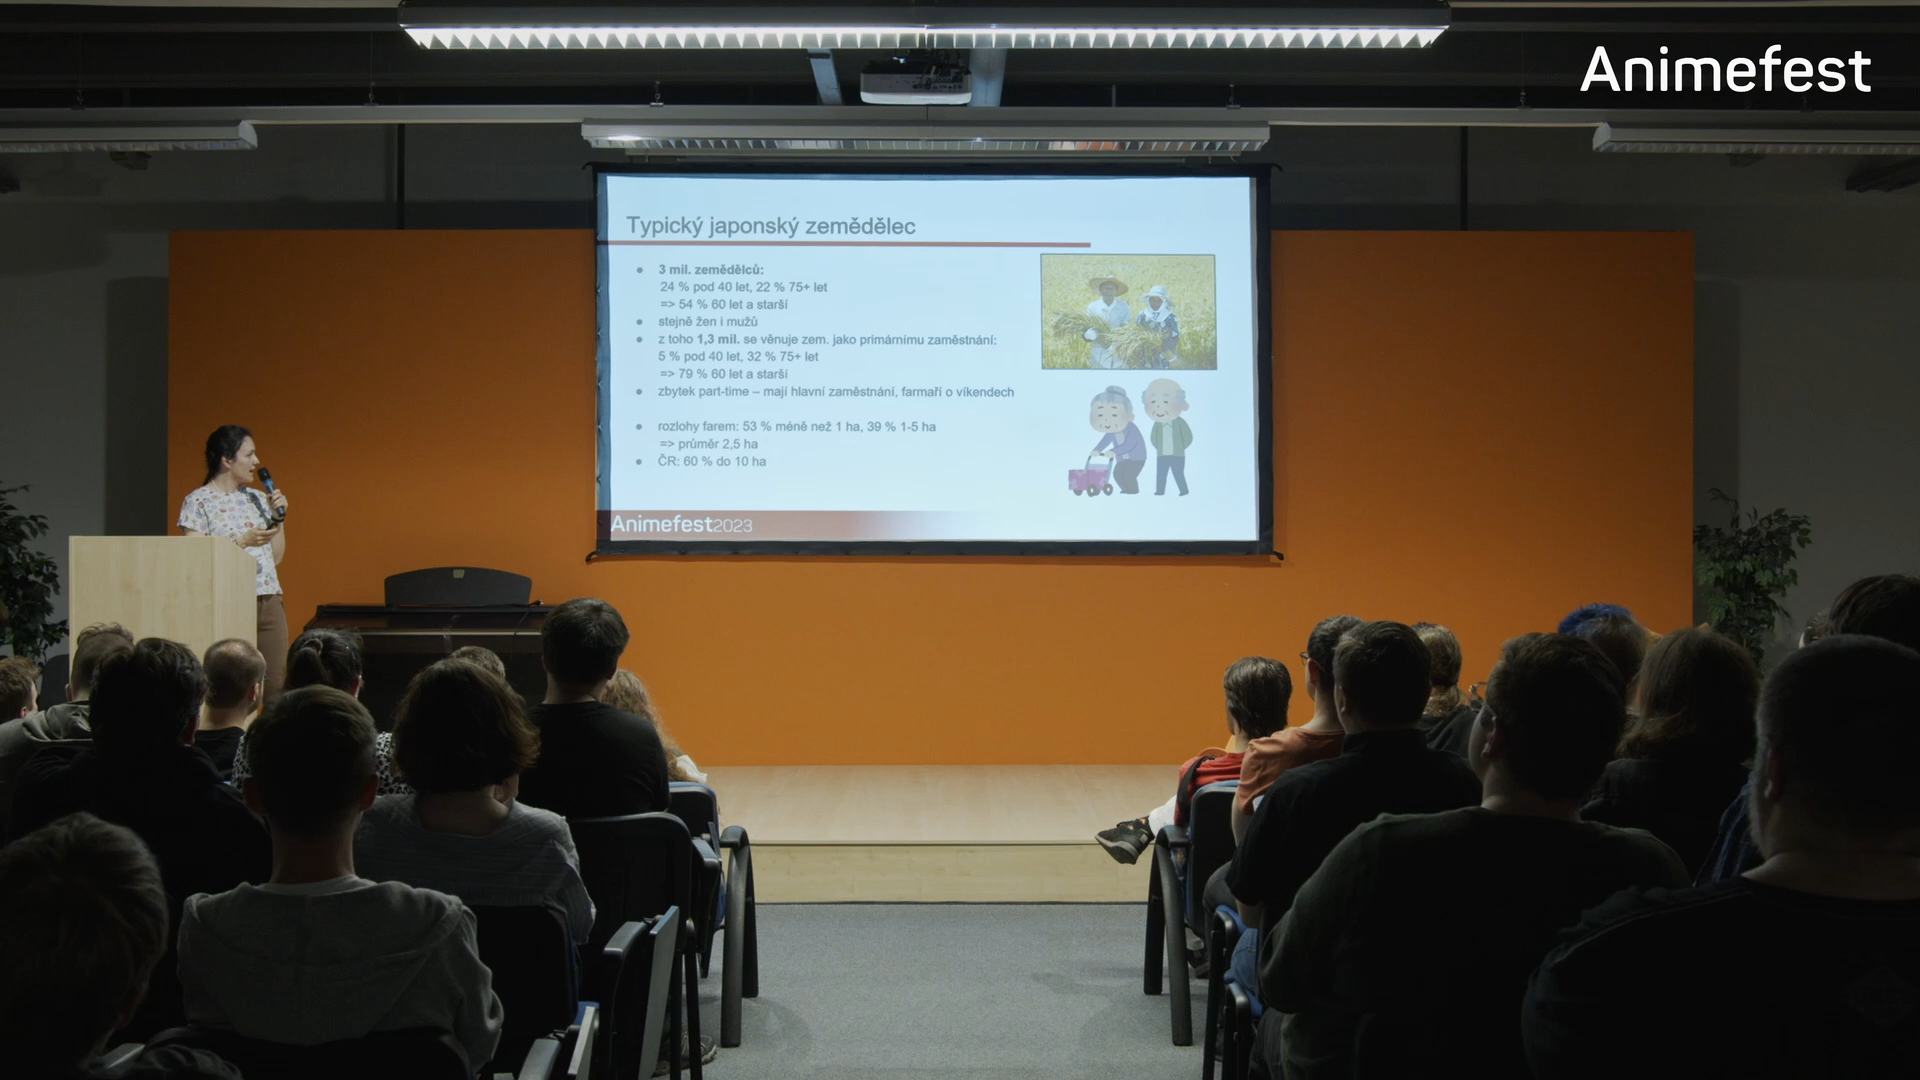 Animefest
Typický japonský zemědělec
● 3 mil. zemědělců:
24 % pod 40 let, 22 % 75+ let
=> 54 % 60 let a starší
● stejně žen i mužů
● z toho 1,3 mil. se věnuje zem. jako primárnímu zaměstnání:
5 % pod 40 let, 32 % 75+ let
=> 79 % 60 let a starší
● zbytek part-time – mají hlavní zaměstnání, farmaří o víkendech
● rozlohy farem: 53 % méně než 1 ha, 39 % 1-5 ha
=> průměr 2,5 ha
● ČR: 60 % do 10 ha
Animefest2023